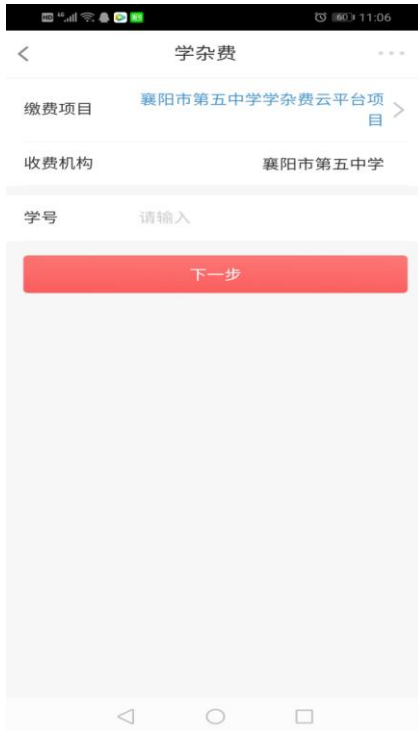 HD 60 11:06
学杂费
缴费项目 襄阳市第五中学学杂费云平台项
目
收费机构 襄阳市第五中学
学号 请输入
下一步